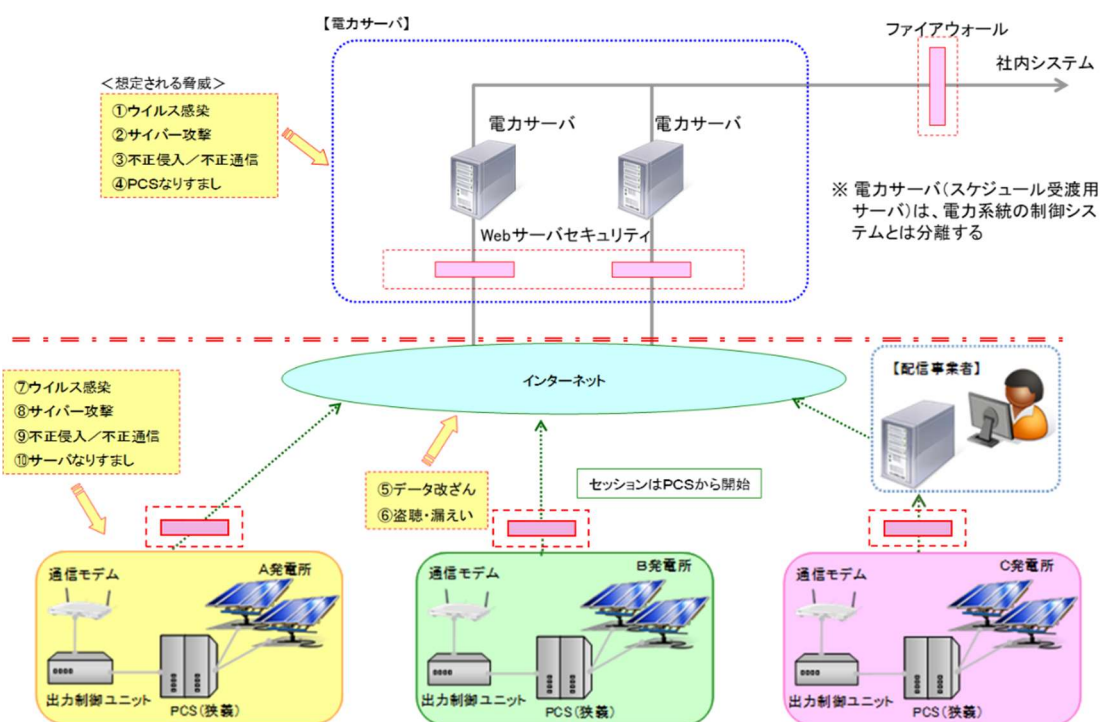 【電力サーバ】
ファイアウォール
社内システム
＜想定される脅威＞
①ウイルス感染
②サイバー攻撃
③不正侵入／不正通信
④PCSなりすまし
電力サーバ
電力サーバ
※ 電力サーバ（スケジュール受渡用
サーバ）は、電力系統の制御シス
テムとは分離する
Webサーバセキュリティ
【配信事業者】
インターネット
⑦ウイルス感染
⑧サイバー攻撃
⑨不正侵入／不正通信
⑩サーバなりすまし
⑤データ改ざん
⑥盗聴・漏えい
セッションはPCSから開始
A発電所
通信モデム
出力制御ユニット
PCS（狭義）
B発電所
通信モデム
出力制御ユニット
PCS（狭義）
C発電所
通信モデム
出力制御ユニット
PCS（狭義）